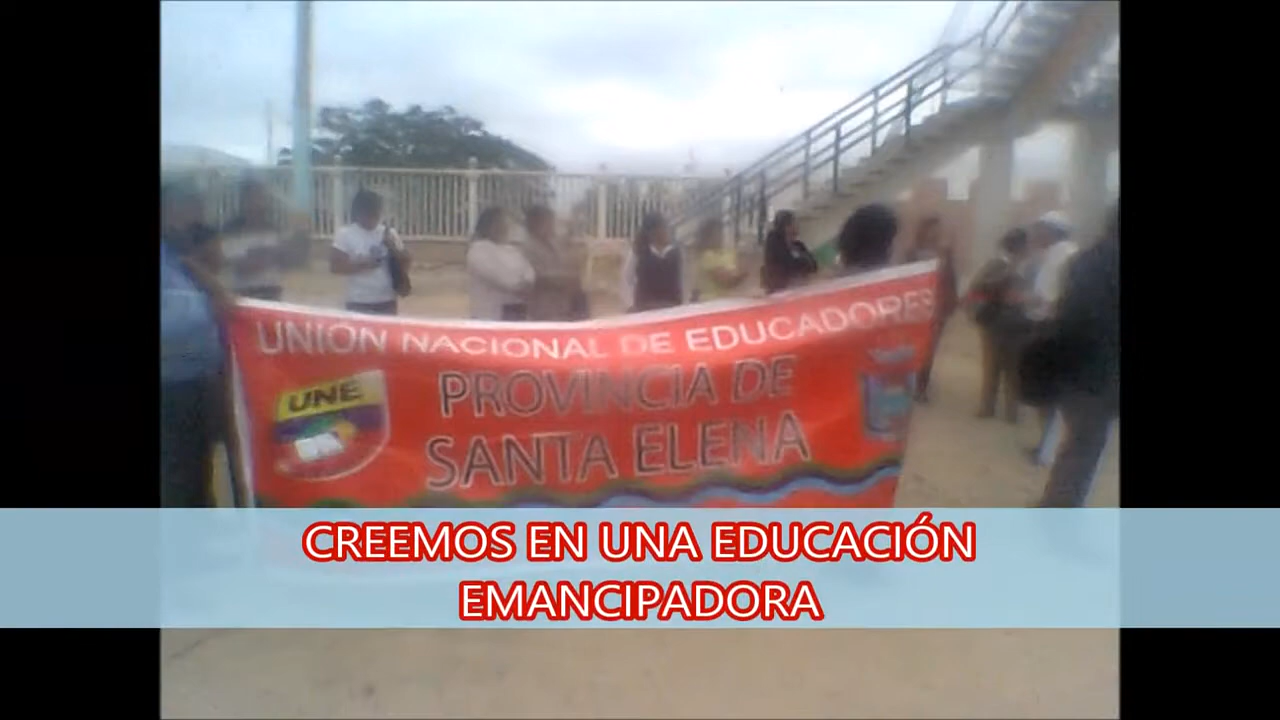 UNION NACIONAL DE EDUCADORES
UNE
PROVINCIA DE
SANTA ELENA
CREEMOS EN UNA EDUCACIÓN
EMANCIPADORA